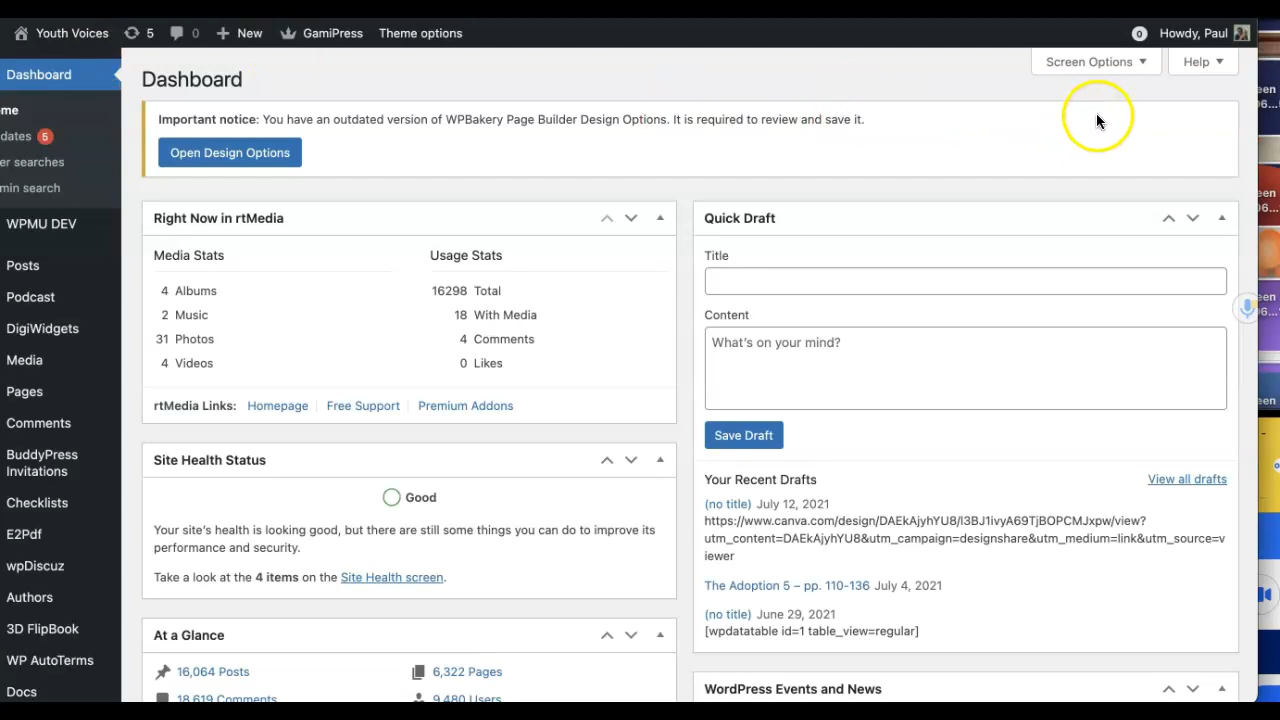 Youth Voices 5 0 New GamiPress Theme options 0 Howdy, Paul
Screen Options Help
Dashboard
ome
dates 5
er searches
min search
WPMU DEV
Posts
Podcast
DigiWidgets
Media
Pages
Comments
BuddyPress
Invitations
Checklists
E2Pdf
wpDiscuz
Authors
3D FlipBook
WP AutoTerms
Docs
Dashboard
Important notice: You have an outdated version of WPBakery Page Builder Design Options. It is required to review and save it.
Open Design Options
Right Now in rtMedia
Media Stats
4 Albums
2 Music
31 Photos
4 Videos
Usage Stats
16298 Total
18 With Media
4 Comments
0 Likes
rtMedia Links: Homepage Free Support Premium Addons
Site Health Status
Good
Your site's health is looking good, but there are still some things you can do to improve its
performance and security.
Take a look at the 4 items on the Site Health screen.
At a Glance
16,064 Posts 6,322 Pages
18,619 Comments 9,480 Users
Quick Draft
Title
Content
What's on your mind?
Save Draft
Your Recent Drafts View all drafts
(no title) July 12, 2021
https://www.canva.com/design/DAEkAjyhYU8/l3BJ1ivyA69TjBOPCMJxpw/view?
utm_content=DAEkAjyhYU8&utm_campaign=designshare&utm_medium=link&utm_source=v
iewer
The Adoption 5 – pp. 110-136 July 4, 2021
(no title) June 29, 2021
[wpdatatable id=1 table_view=regular]
WordPress Events and News